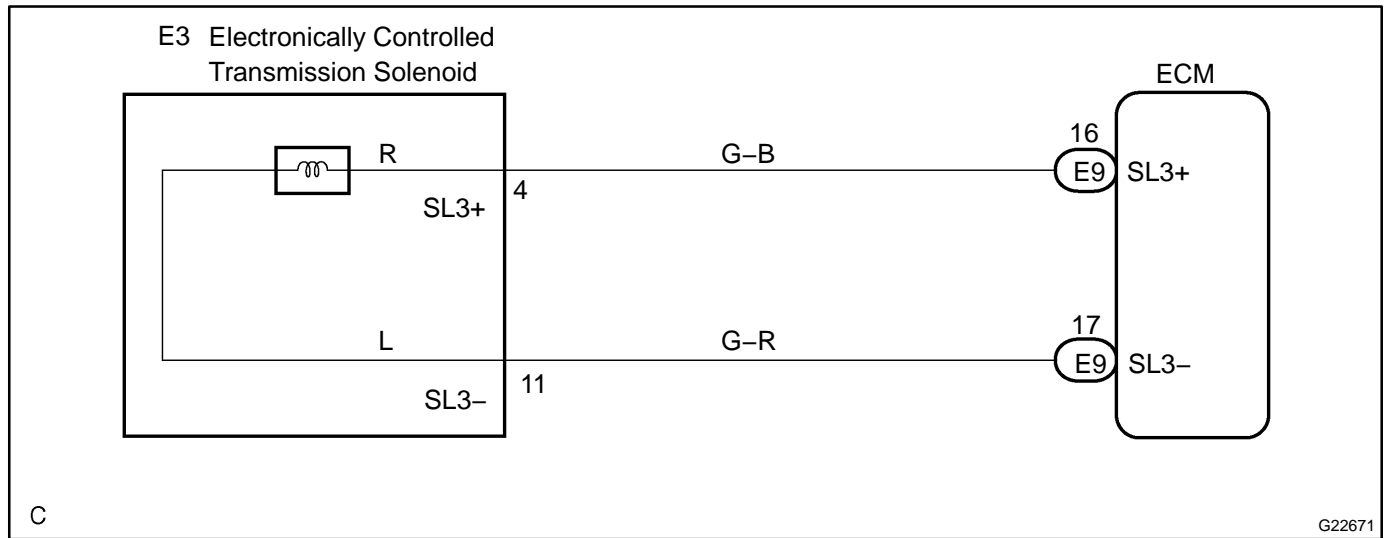 E3 Electronically Controlled
Transmission Solenoid
ECM
R
G−B
16
E9
SL3+
4
SL3+
L
G−R
17
E9
SL3−
11
SL3−
C
G22671